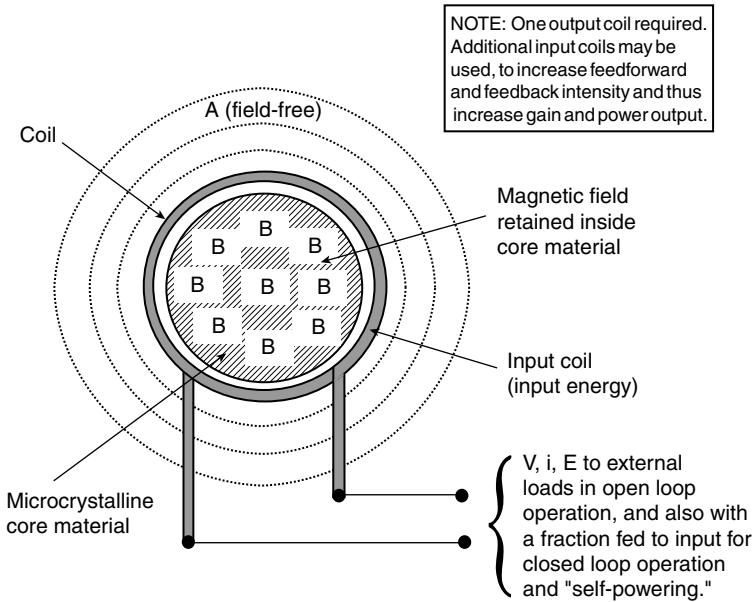 NOTE: One output coil required.
Additional input coils may be
used, to increase feedforward
and feedback intensity and thus
increase gain and power output.
A (field-free)
Coil
Magnetic field
retained inside
core material
B
B
B
B
B
B
B
B
B
Input coil
(input energy)
Microcrystalline
core material
V, i, E to external
loads in open loop
operation, and also with
a fraction fed to input for
closed loop operation
and "self-powering."